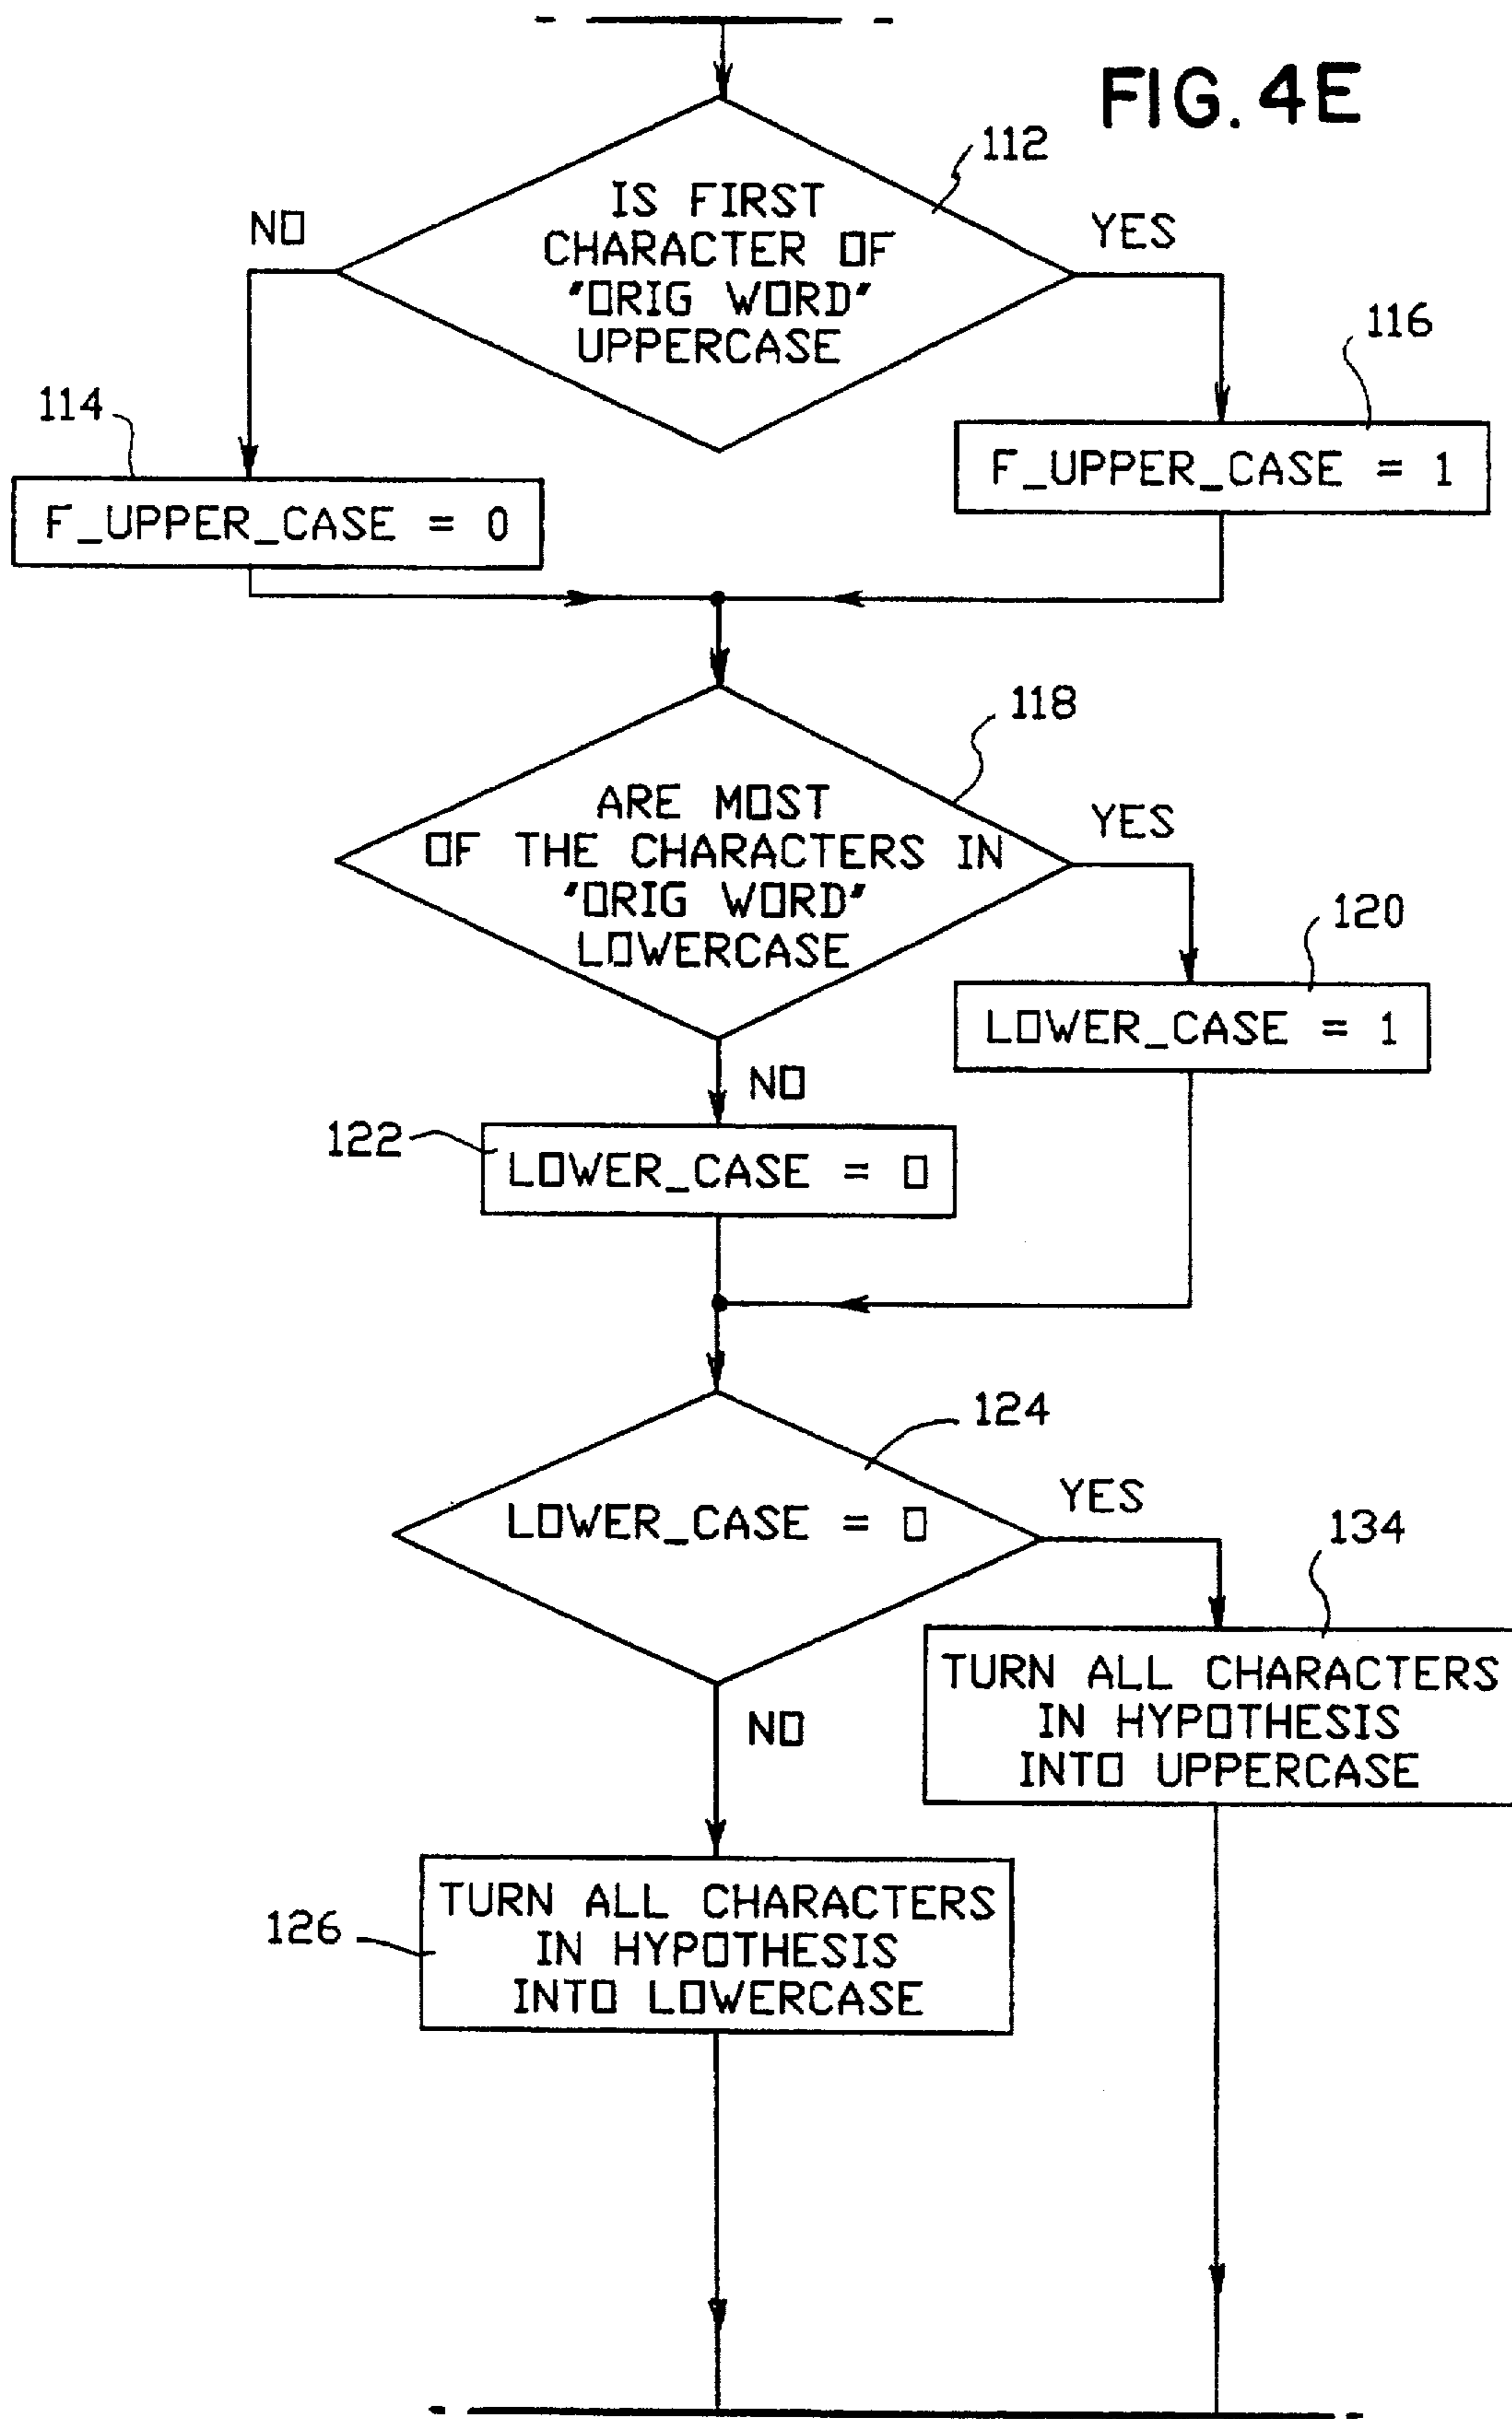 FIG. 4E
112
IS FIRST
CHARACTER OF
"ORIG WORD"
UPPERCASE
NO
YES
116
114
F_UPPER_CASE = 1
F_UPPER_CASE = 0
118
ARE MOST
OF THE CHARACTERS IN
"ORIG WORD"
LOWERCASE
YES
120
LOWER_CASE = 1
NO
122
LOWER_CASE = 0
124
LOWER_CASE = 0
YES
134
NO
TURN ALL CHARACTERS
IN HYPOTHESIS
INTO UPPERCASE
126
TURN ALL CHARACTERS
IN HYPOTHESIS
INTO LOWERCASE